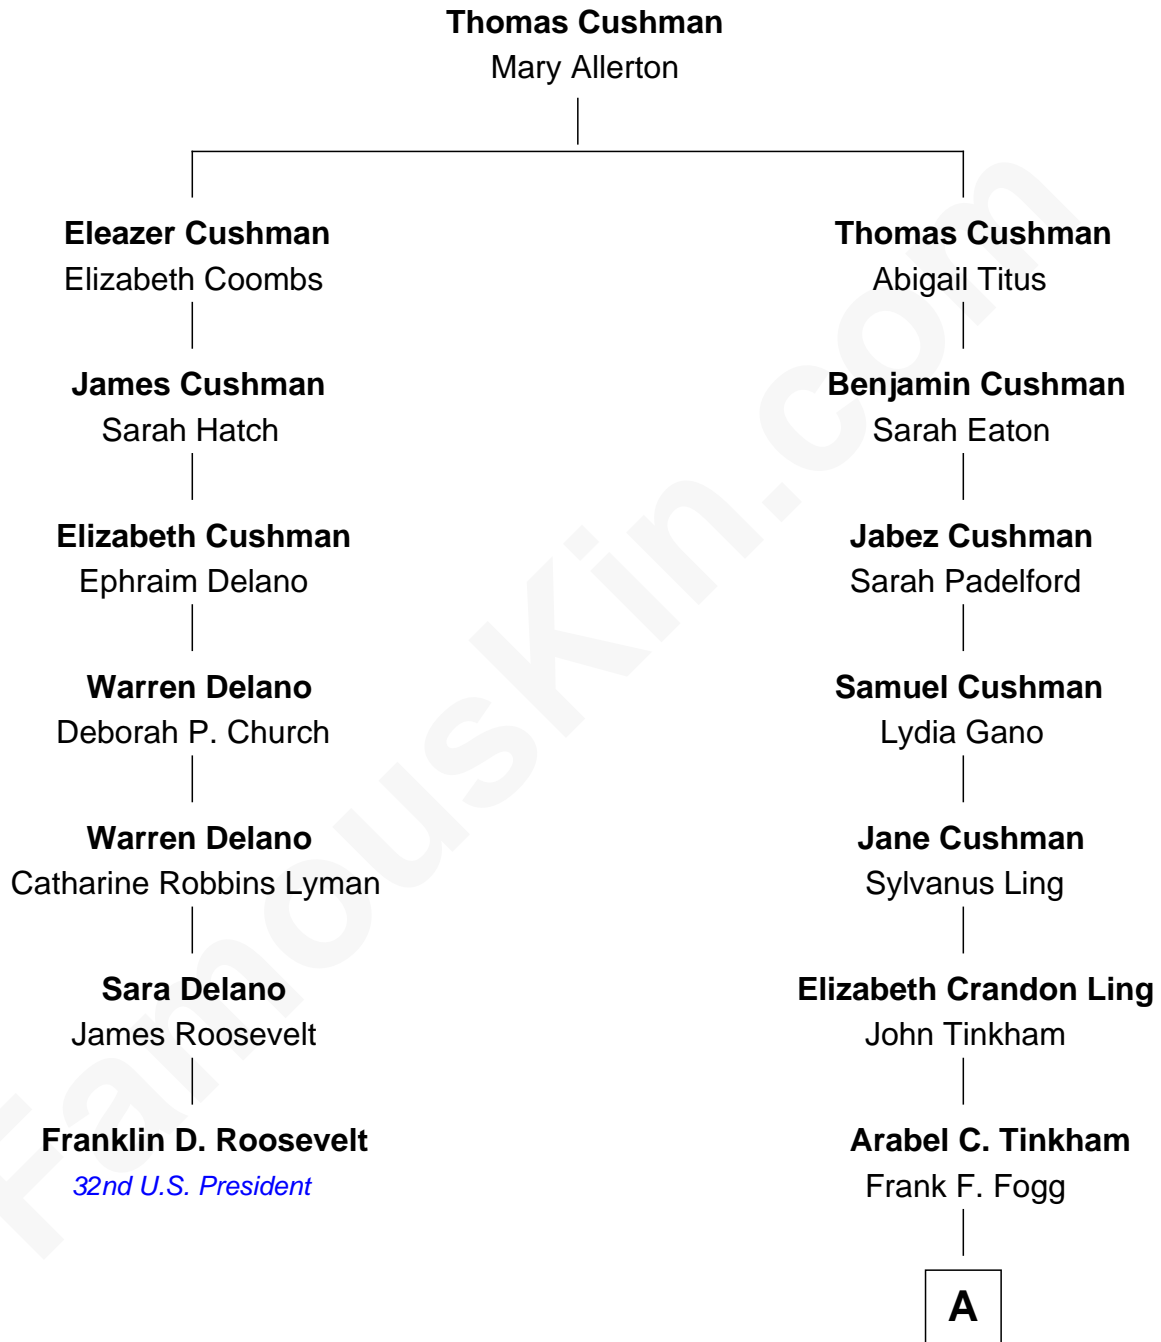 Thomas Cushman
Mary Allerton
Eleazer Cushman
Elizabeth Coombs
Thomas Cushman
Abigail Titus
James Cushman
Sarah Hatch
Benjamin Cushman
Sarah Eaton
Elizabeth Cushman
Ephraim Delano
Jabez Cushman
Sarah Padelford
Warren Delano
Deborah P. Church
Samuel Cushman
Lydia Gano
Warren Delano
Catharine Robbins Lyman
Jane Cushman
Sylvanus Ling
Sara Delano
James Roosevelt
Elizabeth Crandon Ling
John Tinkham
Franklin D. Roosevelt
32nd U.S. President
Arabel C. Tinkham
Frank F. Fogg
A
FamousKin.com